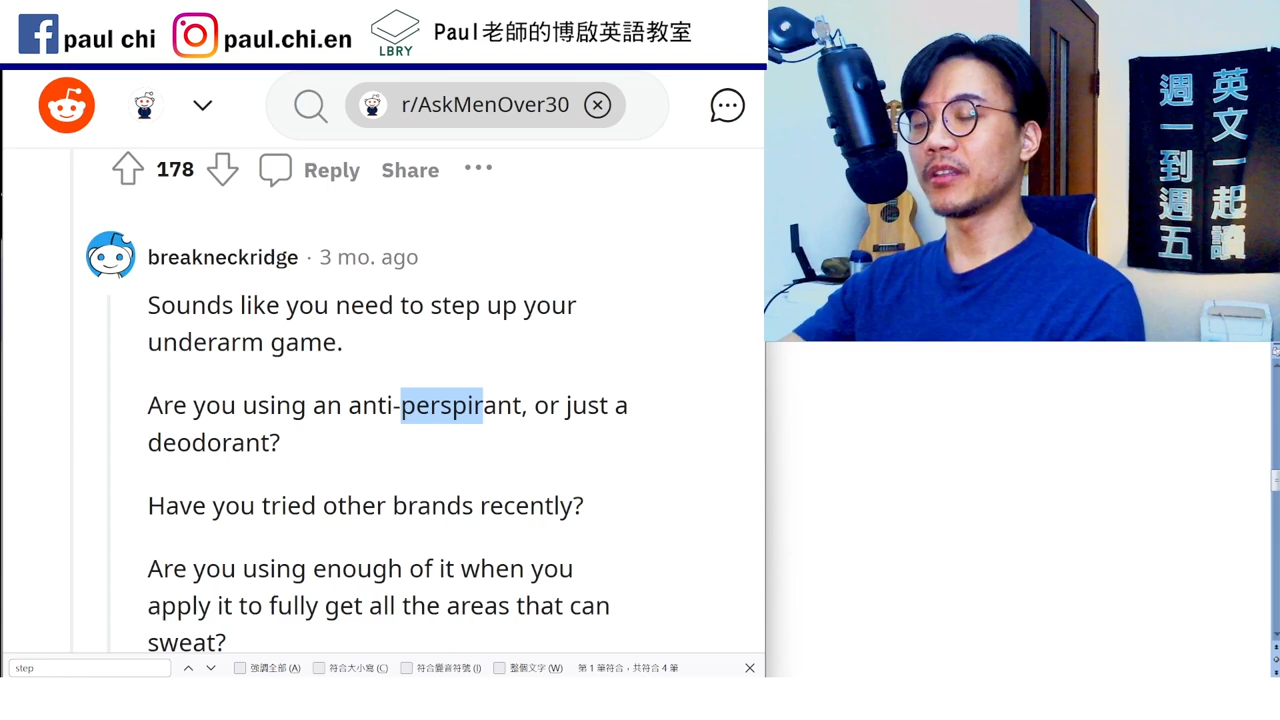 paul chi
paul.chi.en
LBRY
Paul老師的博啟英語教室
r/AskMenOver30
178
Reply
Share
breakneckridge · 3 mo. ago
Sounds like you need to step up your
underarm game.
Are you using an anti-perspirant, or just a
deodorant?
Have you tried other brands recently?
Are you using enough of it when you
apply it to fully get all the areas that can
sweat?
step
強調全部 (A)
符合大小寫 (C)
符合變音符號 (I)
整個文字 (W)
第 1 筆符合，共符合 4 筆
英文一起讀
週一到週五